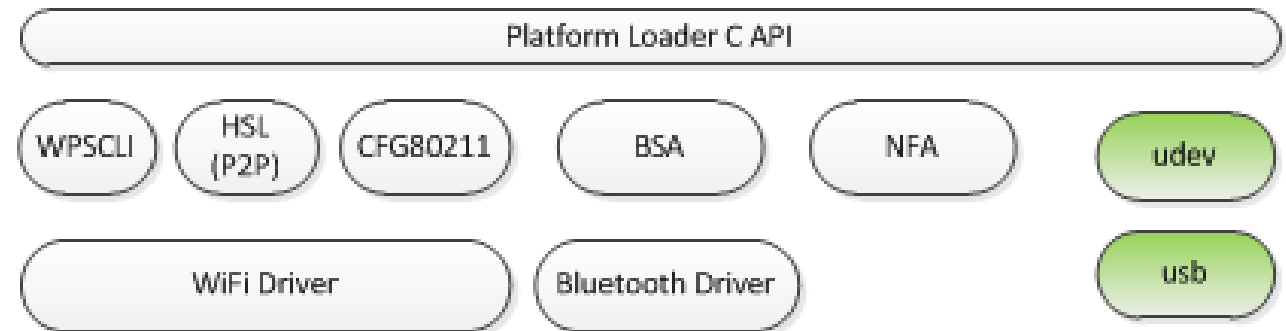 Platform Loader C API
WPSCLI
HSL
(P2P)
CFG80211
BSA
NFA
udev
WiFi Driver
Bluetooth Driver
usb